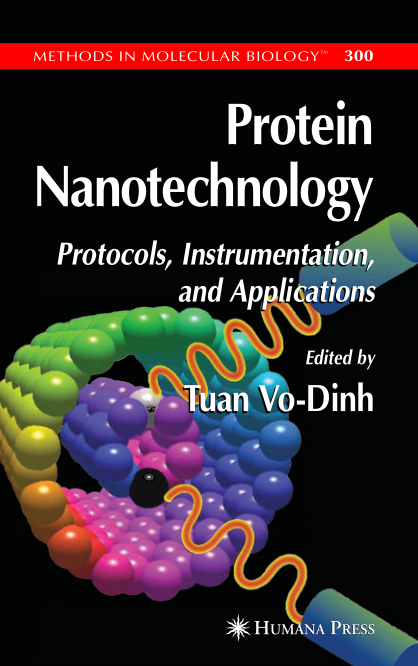 METHODS IN MOLECULAR BIOLOGY™ 300
Protein
Nanotechnology
Protocols, Instrumentation,
and Applications
Edited by
Tuan Vo-Dinh
HUMANA PRESS